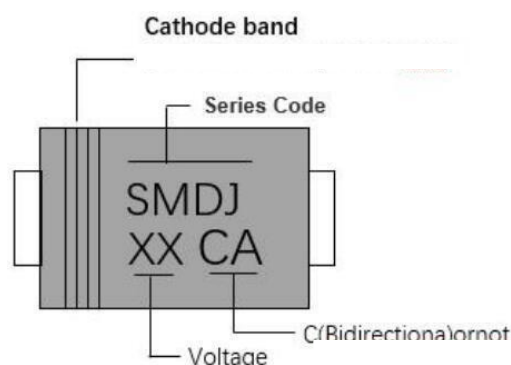 Cathode band
Series Code
SMDJ
XX CA
C(Bidirectiona)ornot
Voltage